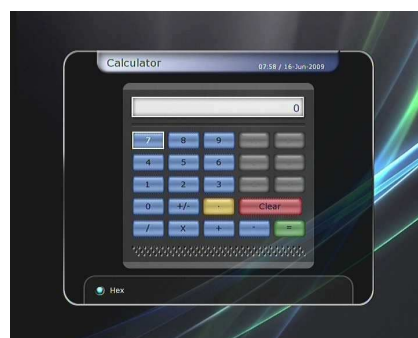 Calculator
07:58 / 16-Jun-2009
0
7 8 9
4 5 6
1 2 3
0 +/- . Clear
/ X + - =
Hex